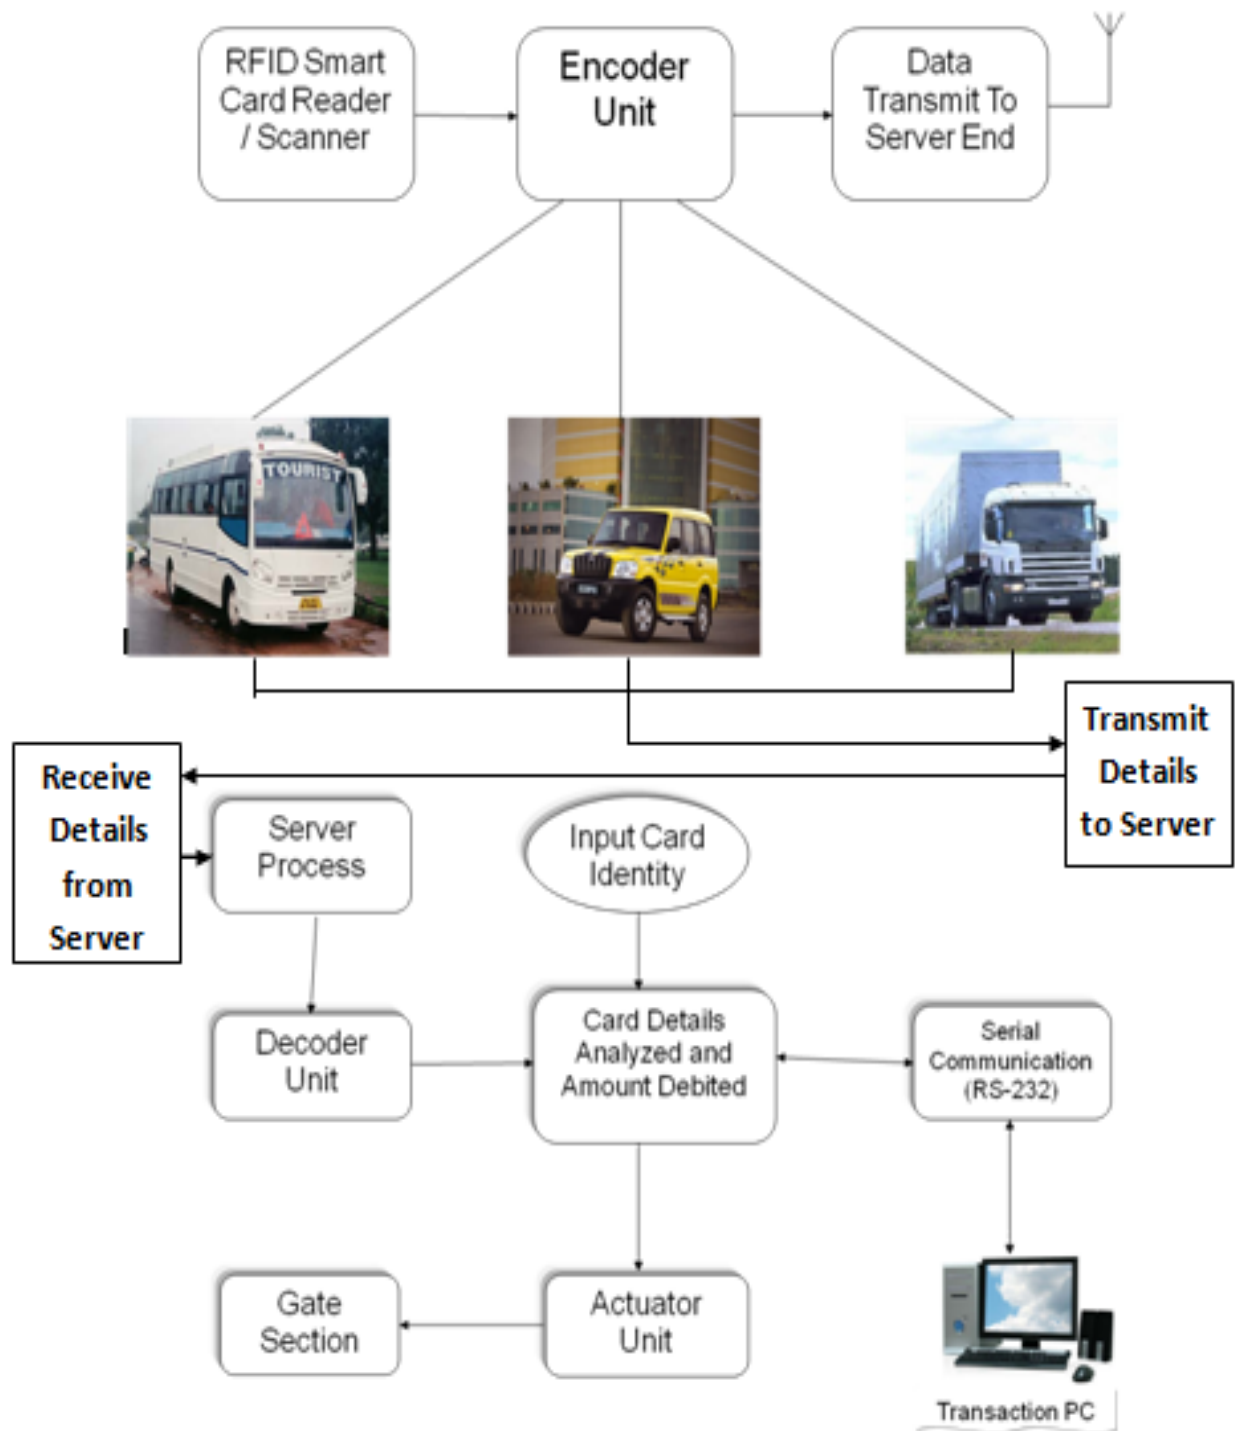 RFID Smart
Card Reader
/ Scanner
Encoder
Unit
Data
Transmit To
Server End
TOURIST
Transmit
Details
to Server
Receive
Details
from
Server
Server
Process
Input Card
Identity
Decoder
Unit
Card Details
Analyzed and
Amount Debited
Serial
Communication
(RS-232)
Gate
Section
Actuator
Unit
Transaction PC